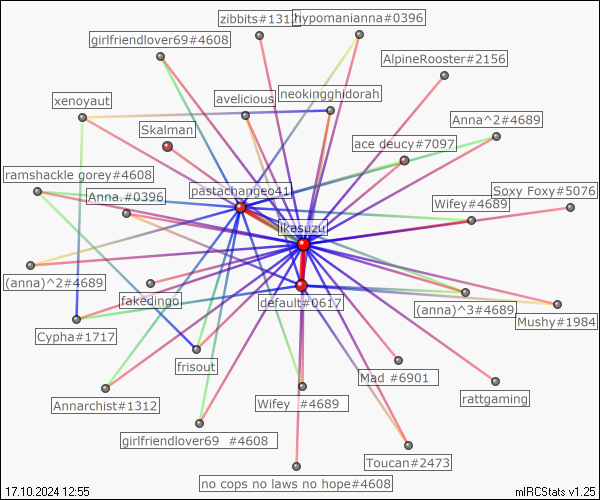 zibbits#1312
hypomanianna#0396
girlfriendlover69#4608
AlpineRooster#2156
xenoyaut
avelicious
neokingghidorah
Anna^2#4689
Skalman
ace deucy#7097
ramshackle gorey#4608
pastachangeo41
Soxy Foxy#5076
Anna.#0396
Wifey#4689
ikasuzu
(anna)^2#4689
fakedingo
default#0617
(anna)^3#4689
Mushy#1984
Cypha#1717
frisout
Mad #6901
rattgaming
Annarchist#1312
Wifey #4689
girlfriendlover69 #4608
Toucan#2473
no cops no laws no hope#4608
17.10.2024 12:55
mIRCStats v1.25